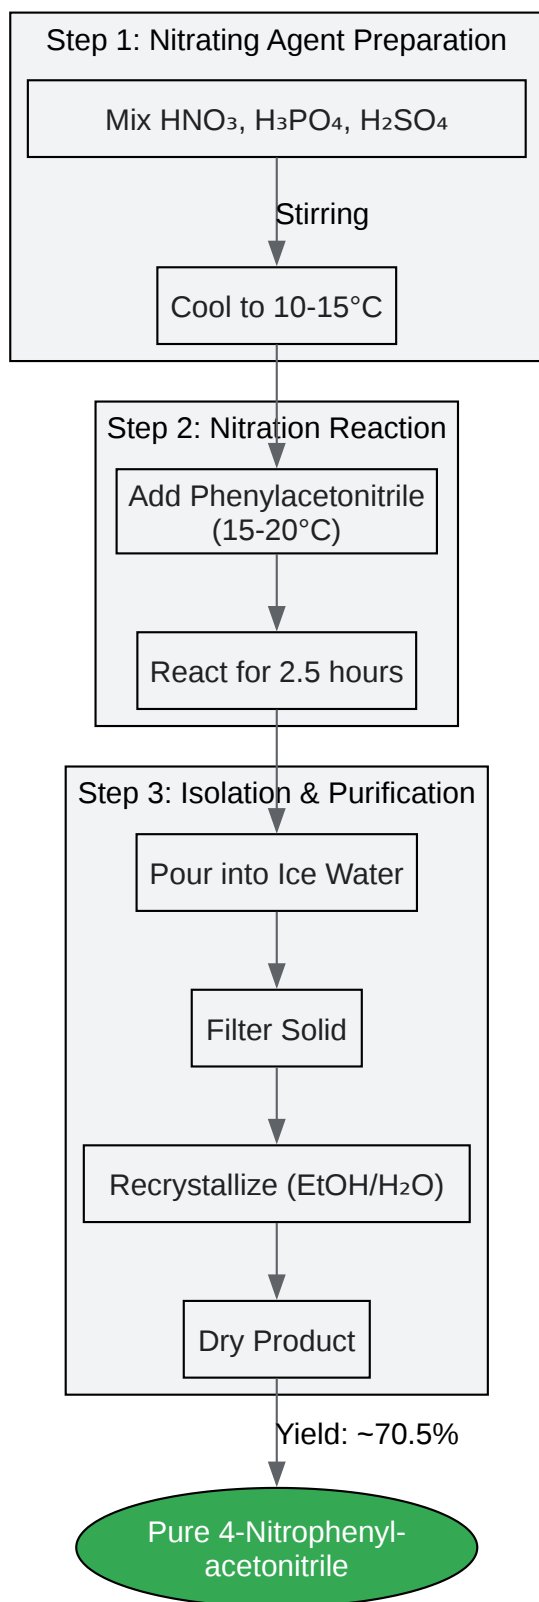 Step 1: Nitrating Agent Preparation
Mix HNO₃, H₃PO₄, H₂SO₄
Stirring
Cool to 10-15°C
Step 2: Nitration Reaction
Add Phenylacetonitrile
(15-20°C)
React for 2.5 hours
Step 3: Isolation & Purification
Pour into Ice Water
Filter Solid
Recrystallize (EtOH/H₂O)
Dry Product
Yield: ~70.5%
Pure 4-Nitrophenyl-
acetonitrile